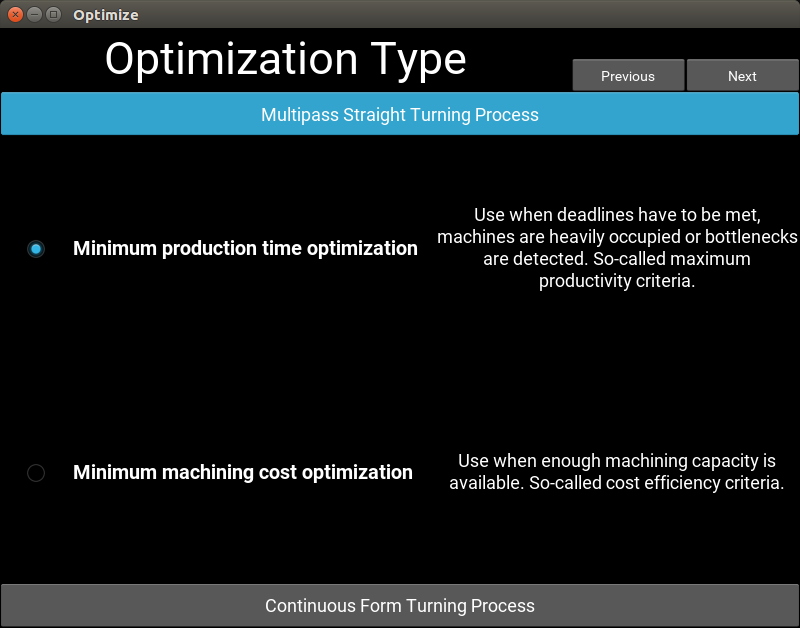 Optimize
Optimization Type
Previous
Next
Multipass Straight Turning Process
Minimum production time optimization
Use when deadlines have to be met,
machines are heavily occupied or bottlenecks
are detected. So-called maximum
productivity criteria.
Minimum machining cost optimization
Use when enough machining capacity is
available. So-called cost efficiency criteria.
Continuous Form Turning Process